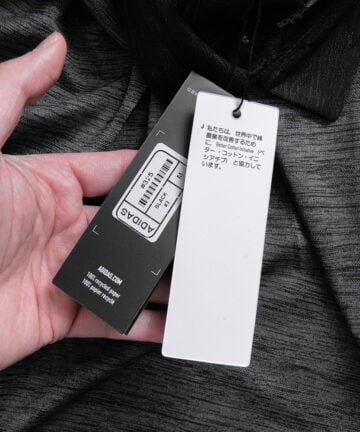 J 私たちは、世界中で綿
農業を改善するため
に、Better Cotton Initiative（ベ
ター・コットン・イニ
シアチブ）と協力して
います。
M
BLACK
#3
ADIDAS
ADIDAS.COM
100% recycled paper
100% papier recyclé